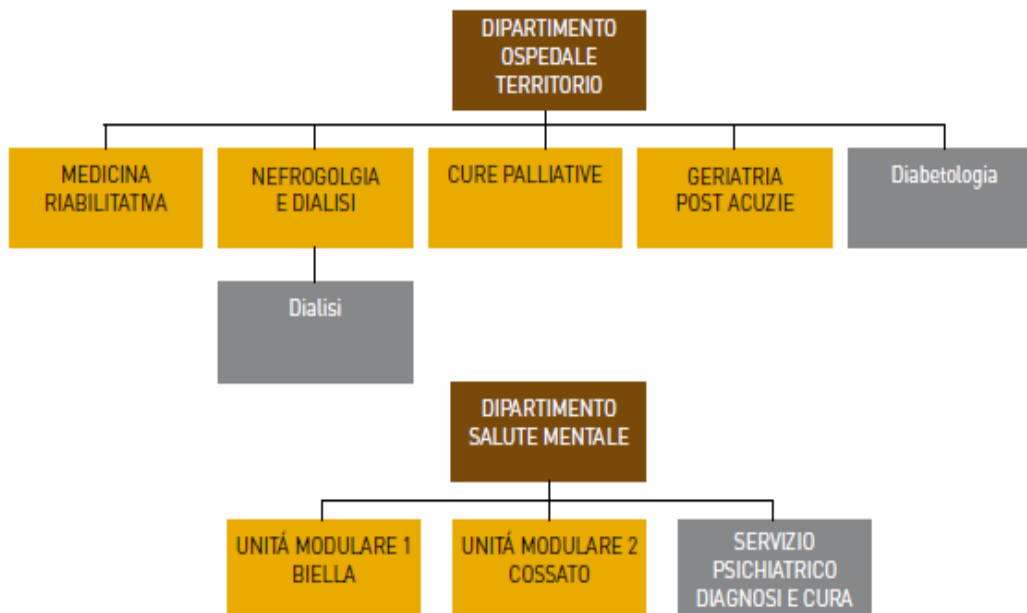 DIPARTIMENTO
OSPEDALE
TERRITORIO
MEDICINA
RIABILITATIVA
NEFROGOLGIA
E DIALISI
CURE PALLIATIVE
GERIATRIA
POST ACUZIE
Diabetologia
Dialisi
DIPARTIMENTO
SALUTE MENTALE
UNITÁ MODULARE 1
BIELLA
UNITÁ MODULARE 2
COSSATO
SERVIZIO
PSICHIATRICO
DIAGNOSI E CURA